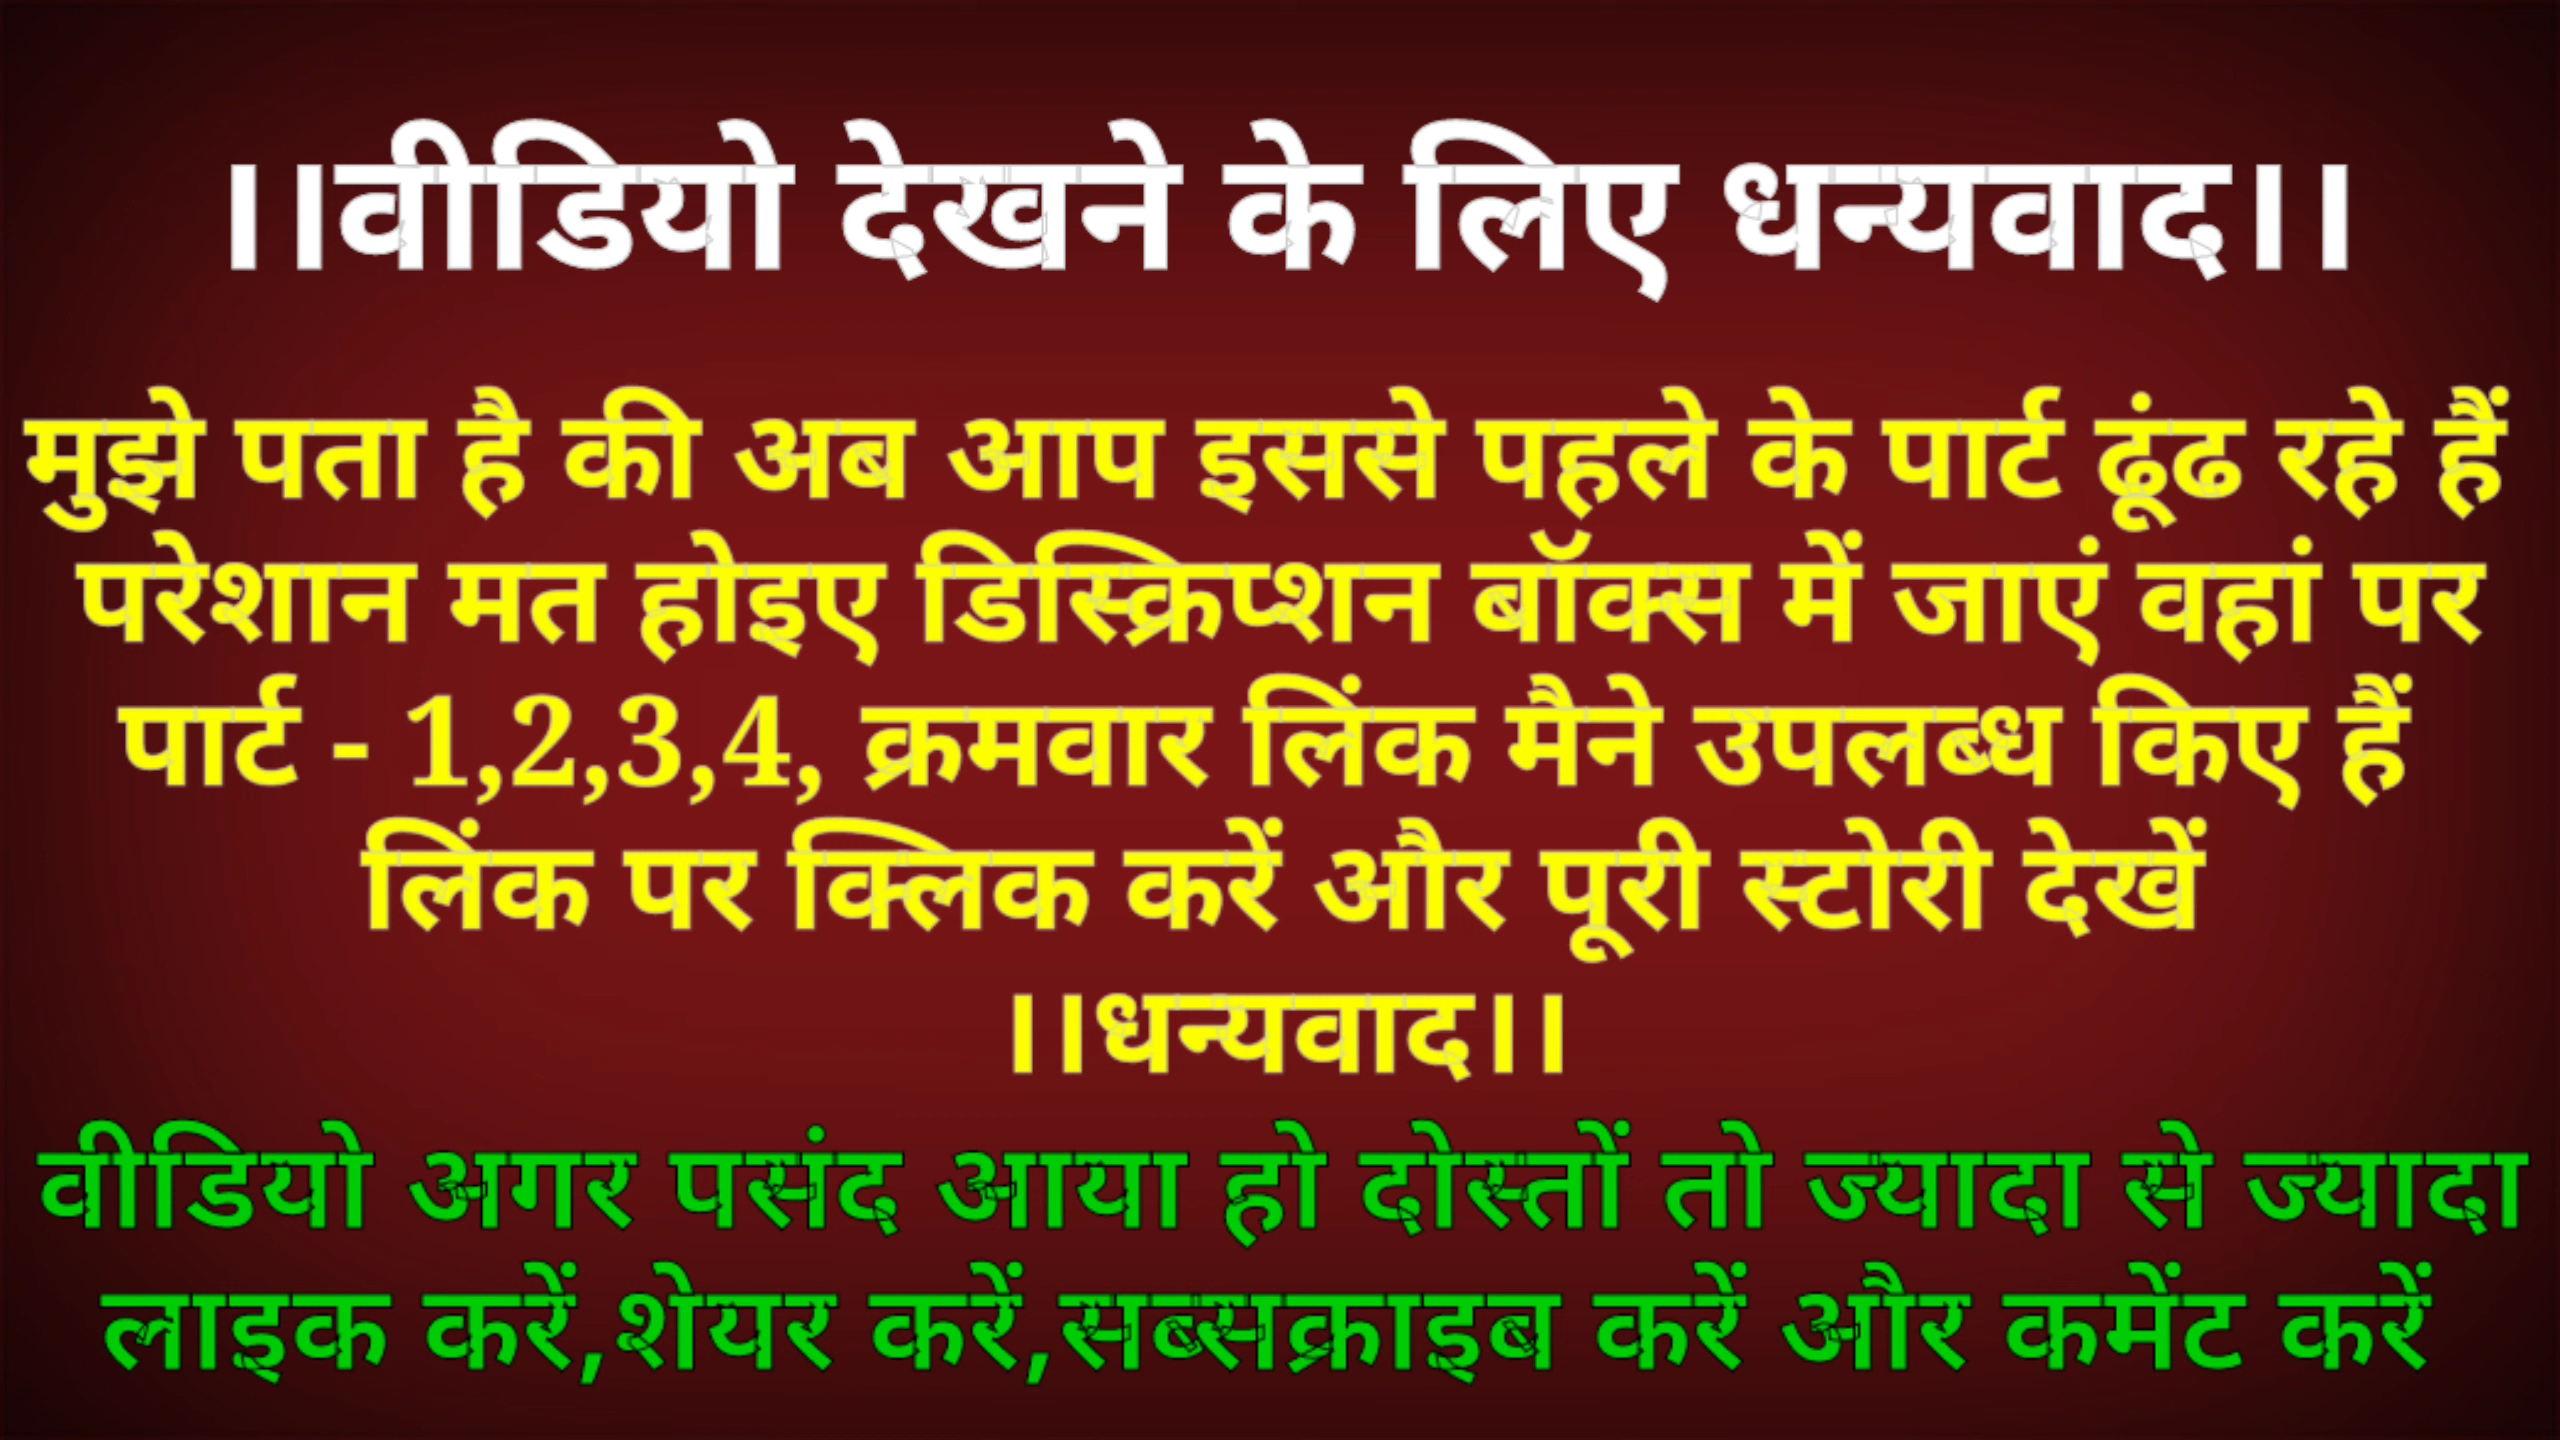 ।।वीडियो देखने के लिए धन्यवाद।।
मुझे पता है की अब आप इससे पहले के पार्ट ढूंढ रहे हैं
परेशान मत होइए डिस्क्रिप्शन बॉक्स में जाएं वहां पर
पार्ट - 1,2,3,4, क्रमवार लिंक मैने उपलब्ध किए हैं
लिंक पर क्लिक करें और पूरी स्टोरी देखें
।।धन्यवाद।।
वीडियो अगर पसंद आया हो दोस्तों तो ज्यादा से ज्यादा
लाइक करें,शेयर करें,सब्सक्राइब करें और कमेंट करें